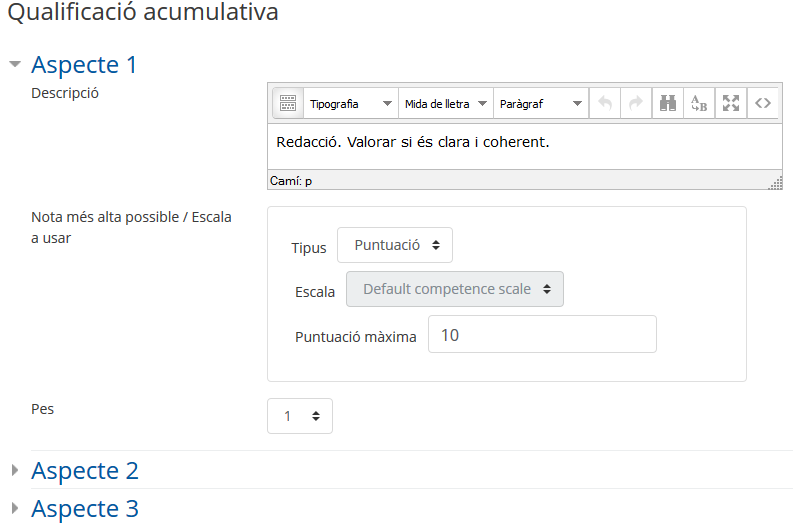 Qualificació acumulativa
Aspecte 1
Descripció
Tipografia Mida de lletra Paràgraf
Redacció. Valorar si és clara i coherent.
Camí: p
Nota més alta possible / Escala
a usar
Tipus Puntuació
Escala Default competence scale
Puntuació màxima 10
Pes 1
Aspecte 2
Aspecte 3